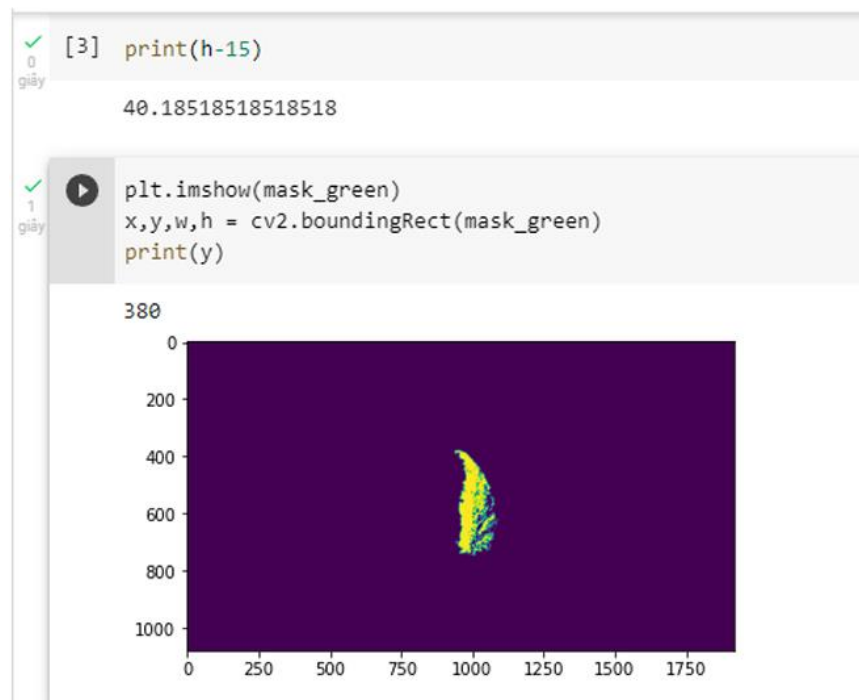 [3] print(h-15)
0
giây
40.18518518518518
plt.imshow(mask_green)
1
giây
x,y,w,h = cv2.boundingRect(mask_green)
print(y)
380
0
200
400
600
800
1000
0 250 500 750 1000 1250 1500 1750